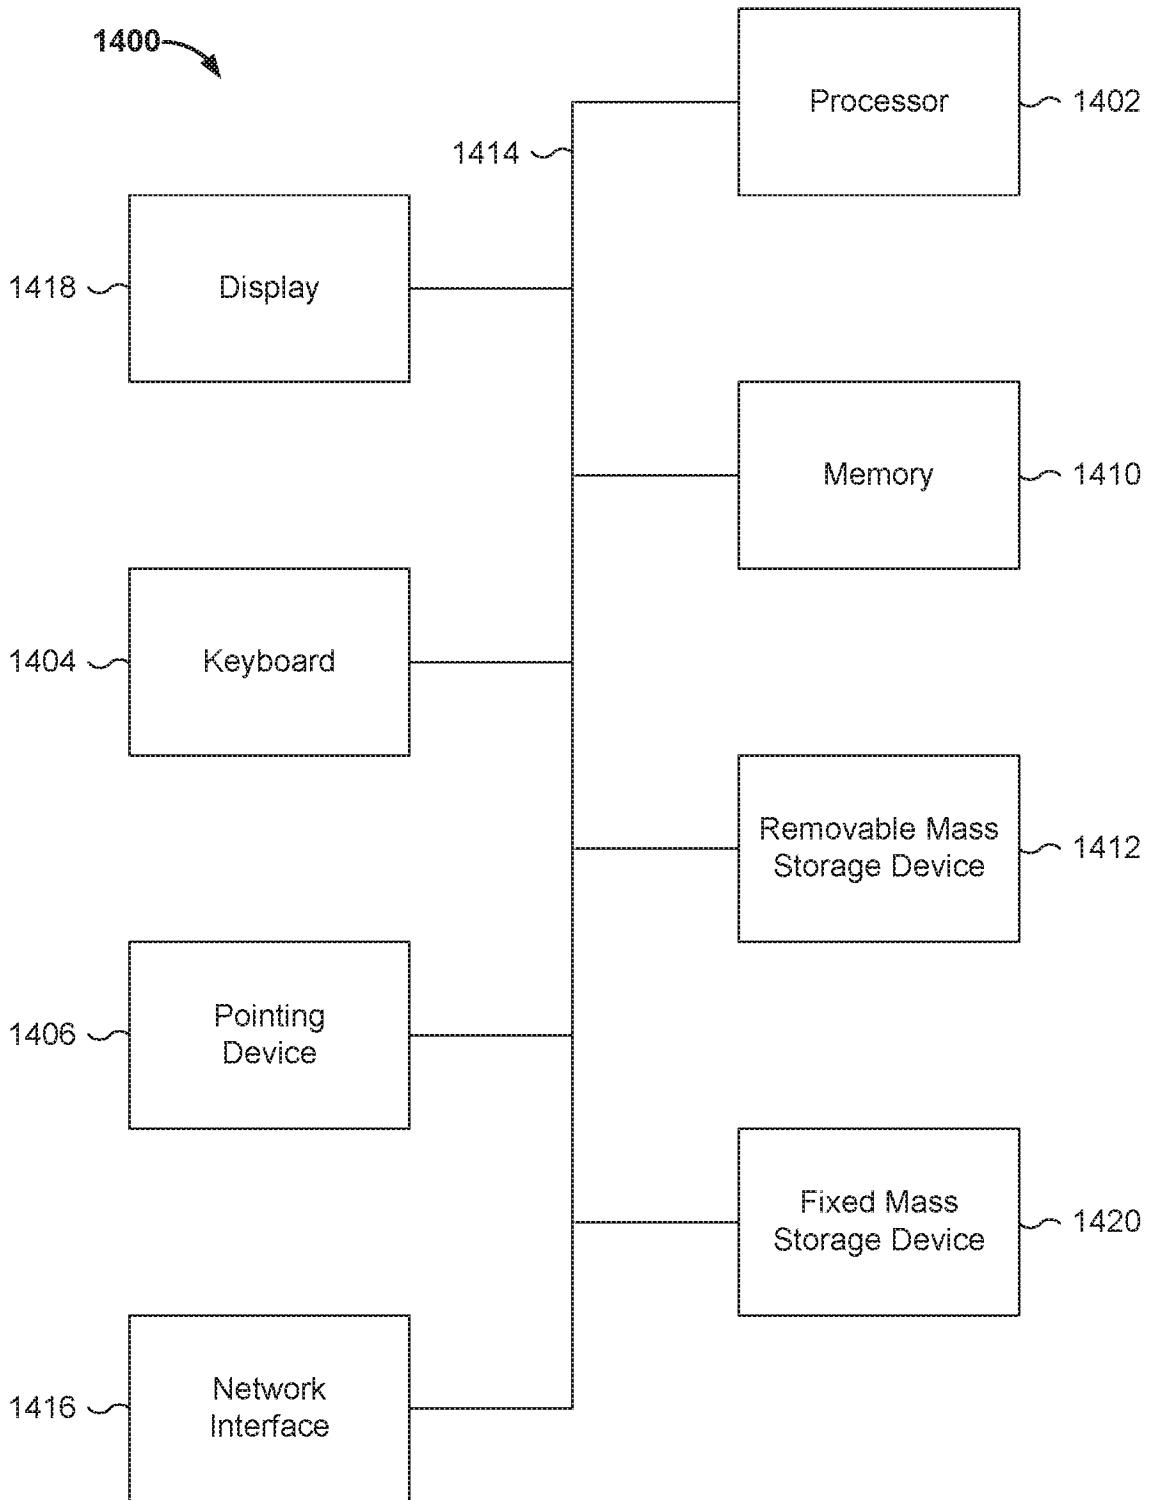 1400
Processor
1402
1414
1418
Display
Memory
1410
1404
Keyboard
Removable Mass
Storage Device
1412
1406
Pointing
Device
Fixed Mass
Storage Device
1420
1416
Network
Interface